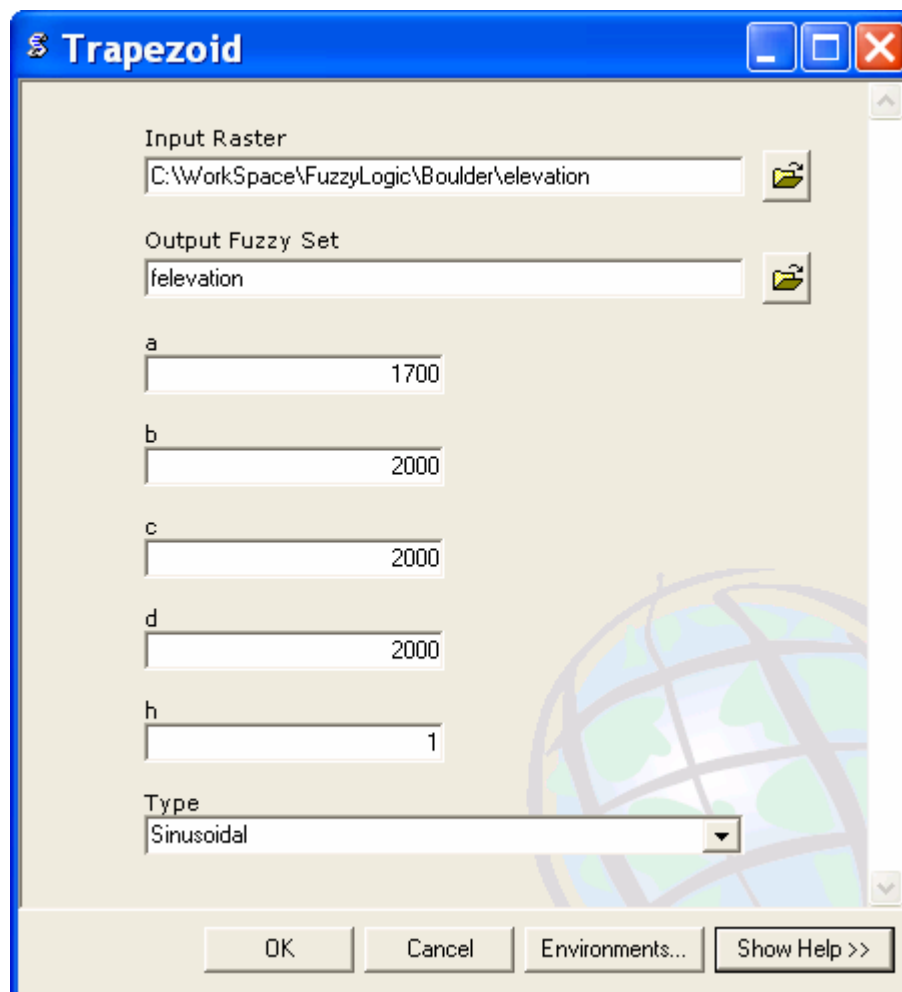 Trapezoid
Input Raster
C:\WorkSpace\FuzzyLogic\Boulder\elevation
Output Fuzzy Set
felevation
a
1700
b
2000
c
2000
d
2000
h
1
Type
Sinusoidal
OK Cancel Environments... Show Help >>